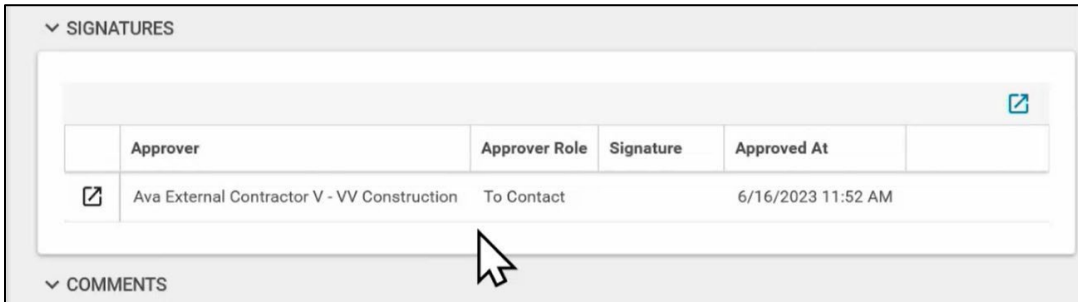 SIGNATURES
Approver Approver Role Signature Approved At
Ava External Contractor V - VV Construction To Contact 6/16/2023 11:52 AM
COMMENTS